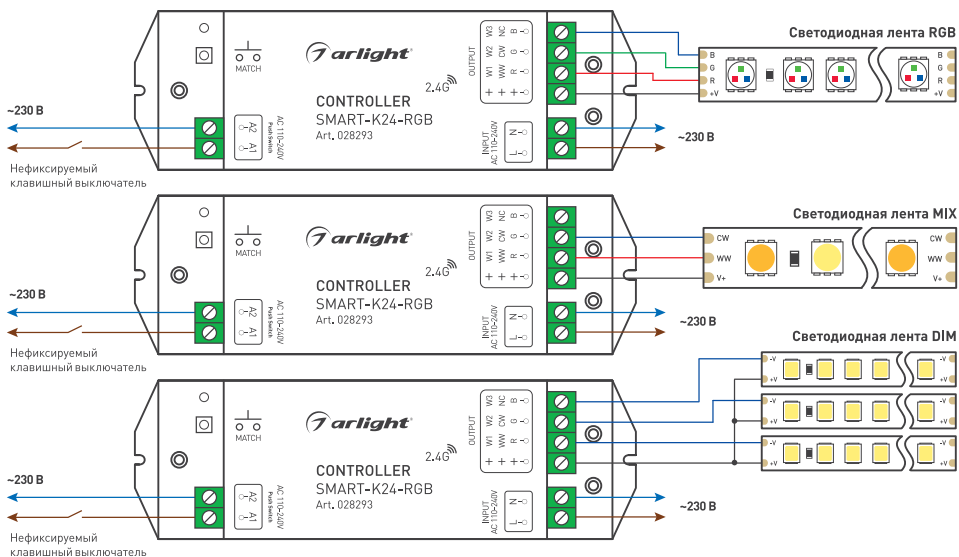 MATCH
arlight
2.4G
CONTROLLER
SMART-K24-RGB
Art. 028293
OUTPUT
W3 NC B
W2 CW G
W1 WW R
+ + +
Светодиодная лента RGB
B
G
R
+V
B
G
R
+V
~230 В
A2
A1
AC 110-240V
Push Switch
INPUT
AC 110-240V
N
L
~230 В
Нефиксируемый
клавишный выключатель
MATCH
arlight
2.4G
CONTROLLER
SMART-K24-RGB
Art. 028293
OUTPUT
W3 NC B
W2 CW G
W1 WW R
+ + +
Светодиодная лента MIX
CW
WW
V+
CW
WW
V+
~230 В
A2
A1
AC 110-240V
Push Switch
INPUT
AC 110-240V
N
L
~230 В
Нефиксируемый
клавишный выключатель
Светодиодная лента DIM
-V
+V
-V
+V
-V
+V
-V
+V
-V
+V
-V
+V
MATCH
arlight
2.4G
CONTROLLER
SMART-K24-RGB
Art. 028293
OUTPUT
W3 NC B
W2 CW G
W1 WW R
+ + +
~230 В
A2
A1
AC 110-240V
Push Switch
INPUT
AC 110-240V
N
L
~230 В
Нефиксируемый
клавишный выключатель